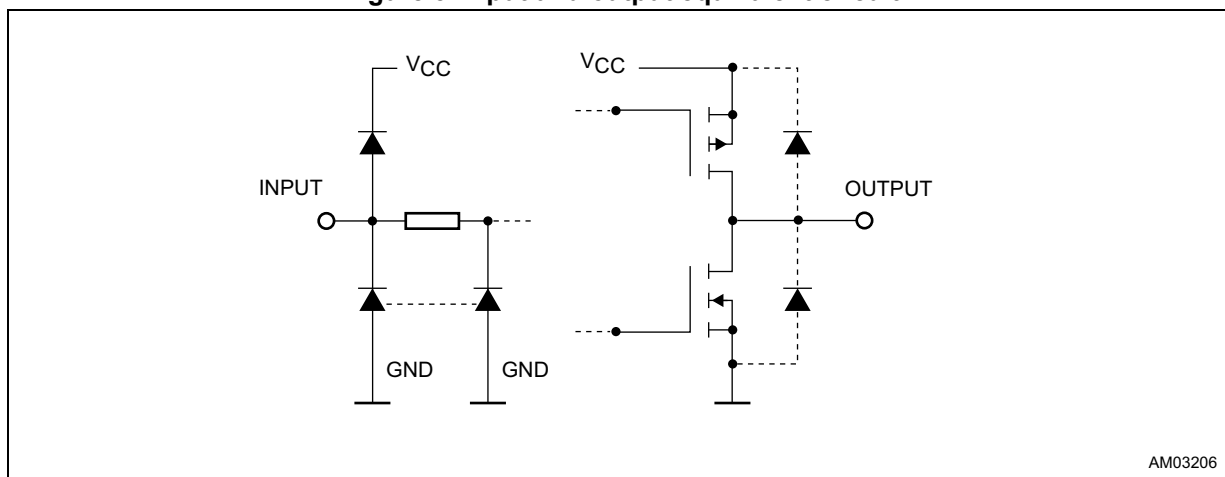 VCC
VCC
INPUT
OUTPUT
GND
GND
AM03206